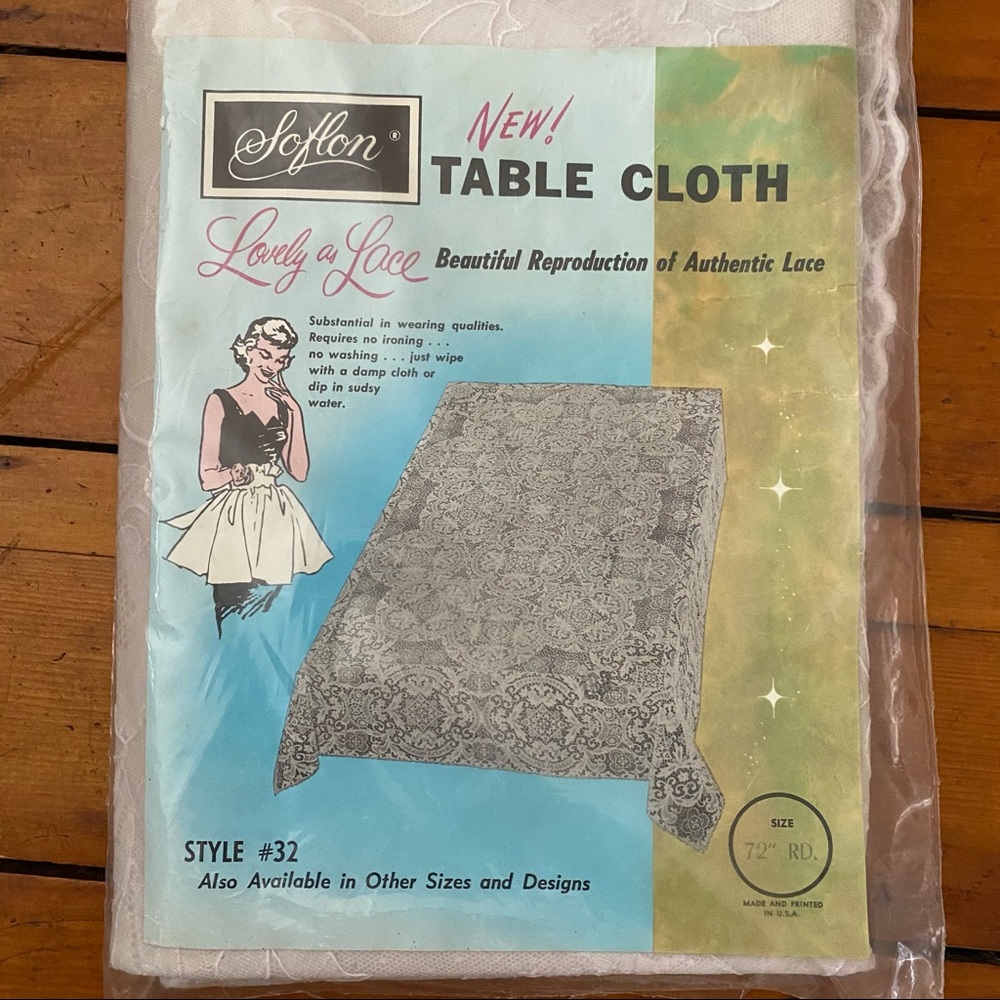 Soflon®
NEW!
TABLE CLOTH
Lovely as Lace
Beautiful Reproduction of Authentic Lace
Substantial in wearing qualities.
Requires no ironing . . .
no washing . . . just wipe
with a damp cloth or
dip in sudsy
water.
STYLE #32
Also Available in Other Sizes and Designs
SIZE
72" RD.
MADE AND PRINTED
IN U.S.A.